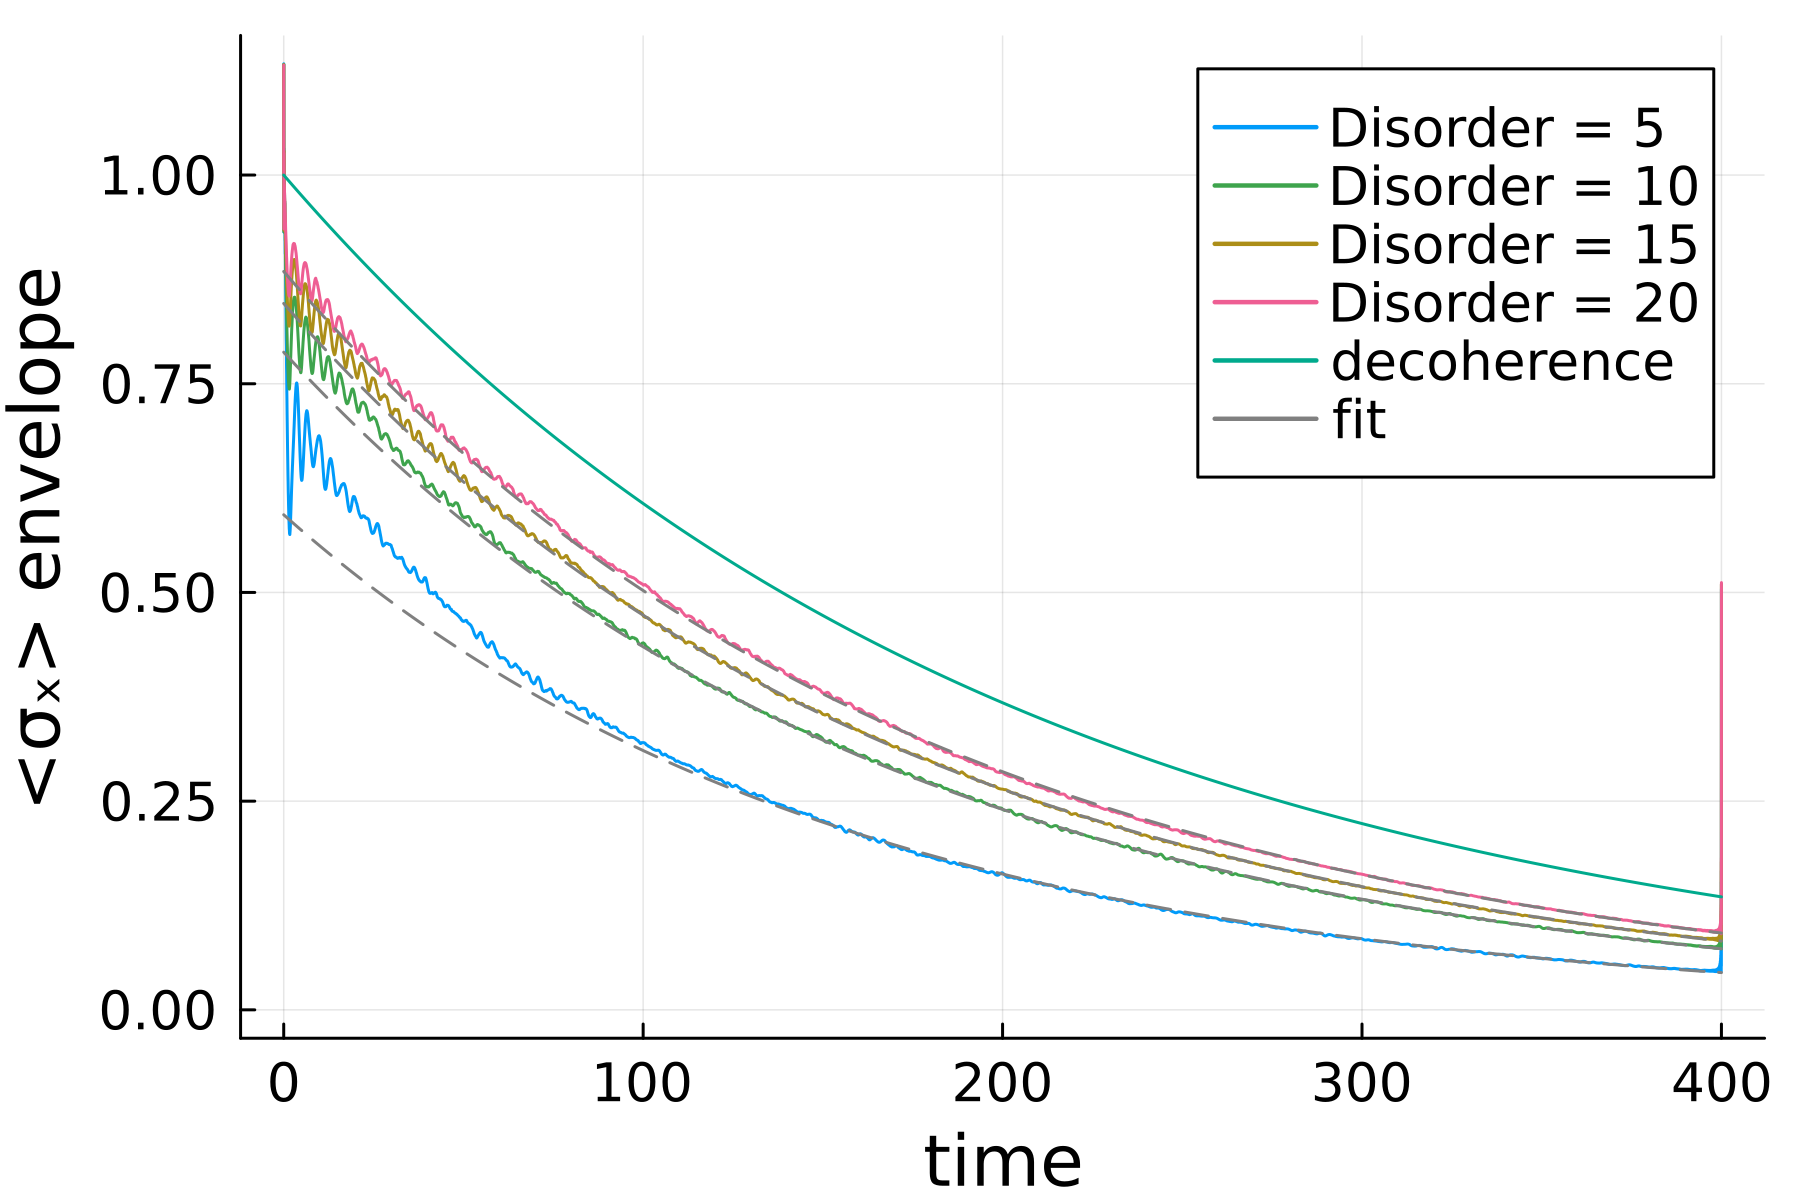 <σₓ> envelope
1.00
0.75
0.50
0.25
0.00
0 100 200 300 400
time
Disorder = 5
Disorder = 10
Disorder = 15
Disorder = 20
decoherence
fit